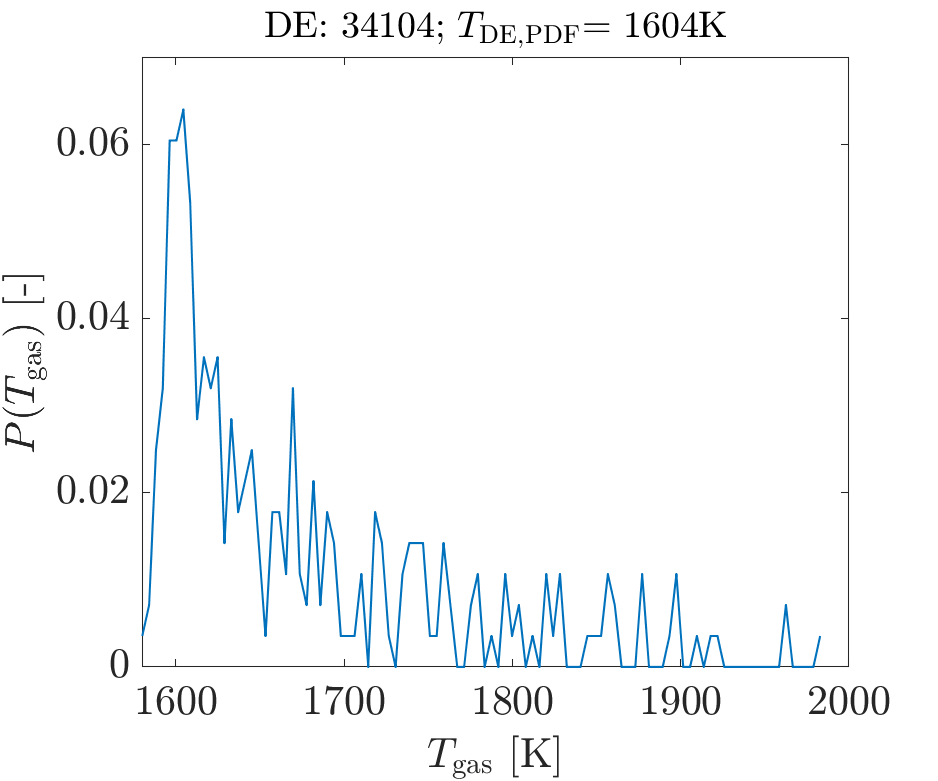 DE: 34104; T_DE,PDF= 1604K
0.06
0.04
0.02
0
P(T_gas) [-]
1600 1700 1800 1900 2000
T_gas [K]